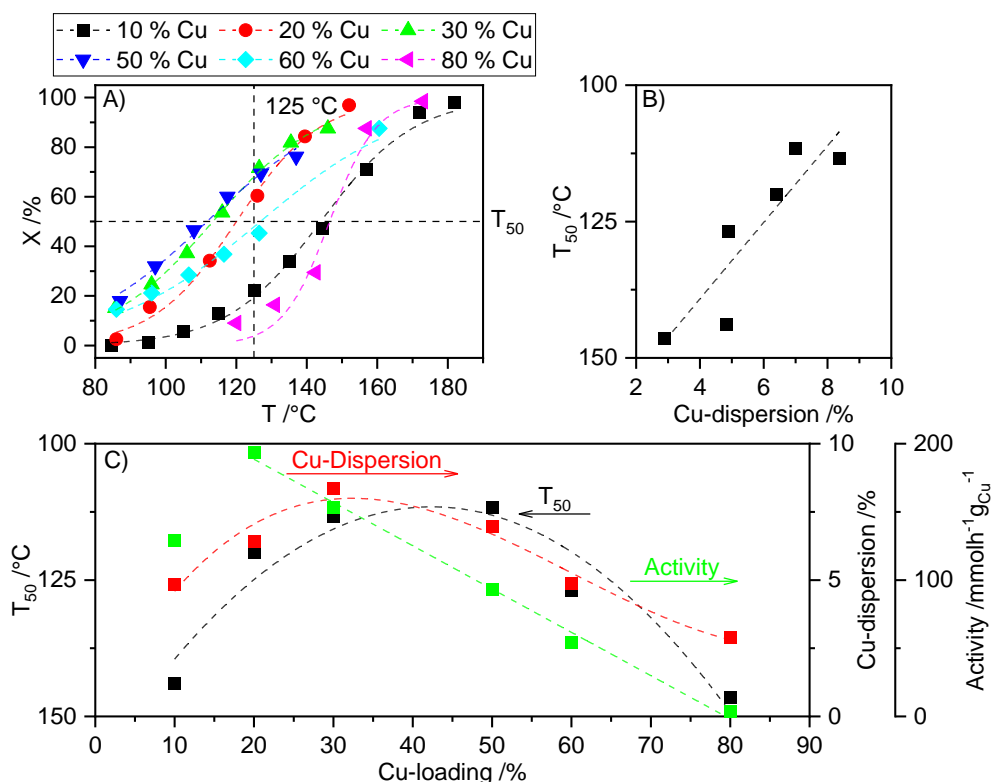 10 % Cu 20 % Cu 30 % Cu
50 % Cu 60 % Cu 80 % Cu
A)
125 °C
T50
100
80
60
40
20
0
X /%
80 100 120 140 160 180
T /°C
B)
100
125
150
T50 /°C
2 4 6 8 10
Cu-dispersion /%
C)
Cu-Dispersion
T50
Activity
100
125
150
T50 /°C
10
5
0
Cu-dispersion /%
200
100
0
Activity /mmolh-1gCu-1
0 10 20 30 40 50 60 70 80 90
Cu-loading /%